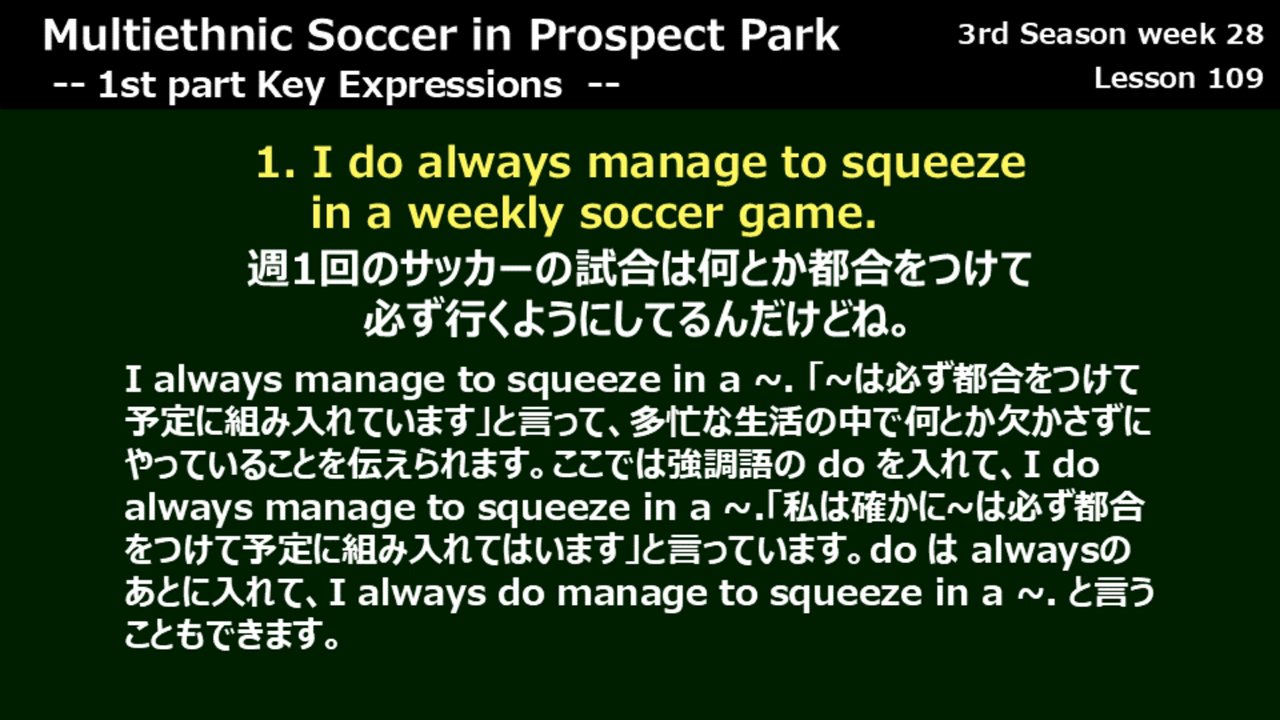 Multiethnic Soccer in Prospect Park
3rd Season week 28
-- 1st part Key Expressions --
Lesson 109
1. I do always manage to squeeze
in a weekly soccer game.
週1回のサッカーの試合は何とか都合をつけて
必ず行くようにしてるんだけどね。
I always manage to squeeze in a ~. 「~は必ず都合をつけて
予定に組み入れています」と言って、多忙な生活の中で何とか欠かさずに
やっていることを伝えられます。ここでは強調語の do を入れて、I do
always manage to squeeze in a ~.「私は確かに~は必ず都合
をつけて予定に組み入れてはいます」と言っています。do は alwaysの
あとに入れて、I always do manage to squeeze in a ~. と言う
こともできます。